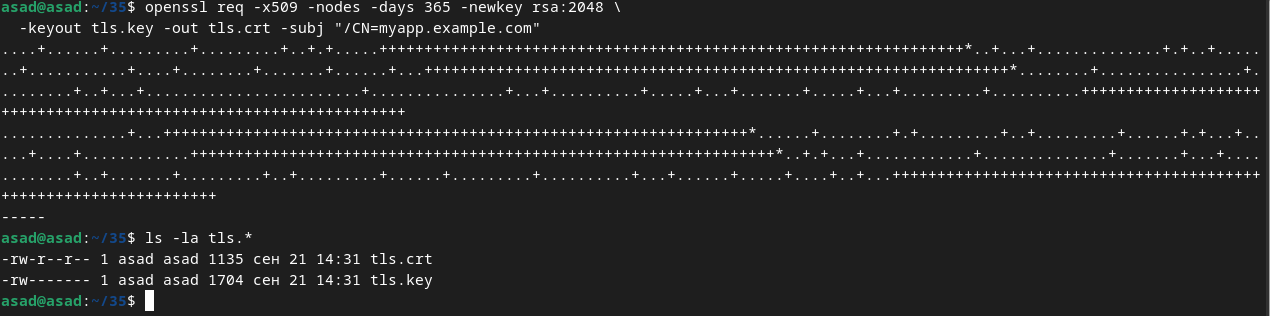 asad@asad:~/35$ openssl req -x509 -nodes -days 365 -newkey rsa:2048 \
  -keyout tls.key -out tls.crt -subj "/CN=myapp.example.com"
....+......+.........+.........+..+.+.....+++++++++++++++++++++++++++++++++++++++++++++++++++++++++++++++++*..+...+..............+.+..+.....
..+...........+....+........+.......+......+...+++++++++++++++++++++++++++++++++++++++++++++++++++++++++++++++++*........+................+.
........+..+...+........................+...............+...+..........+.....+...+.......+.....+...+.........+..........++++++++++++++++++++
+++++++++++++++++++++++++++++++++++++++++++++
..............+...+++++++++++++++++++++++++++++++++++++++++++++++++++++++++++++++++*......+........+.+.........+..+.........+......+.+...+..
...+....+............+++++++++++++++++++++++++++++++++++++++++++++++++++++++++++++++++*..+.+...+............+..............+.......+...+....
........+..+.......+.........+..+.........+......+.........+..........+...+......+.....+....+..+...+++++++++++++++++++++++++++++++++++++++++
++++++++++++++++++++++++
-----
asad@asad:~/35$ ls -la tls.*
-rw-r--r-- 1 asad asad 1135 сен 21 14:31 tls.crt
-rw------- 1 asad asad 1704 сен 21 14:31 tls.key
asad@asad:~/35$